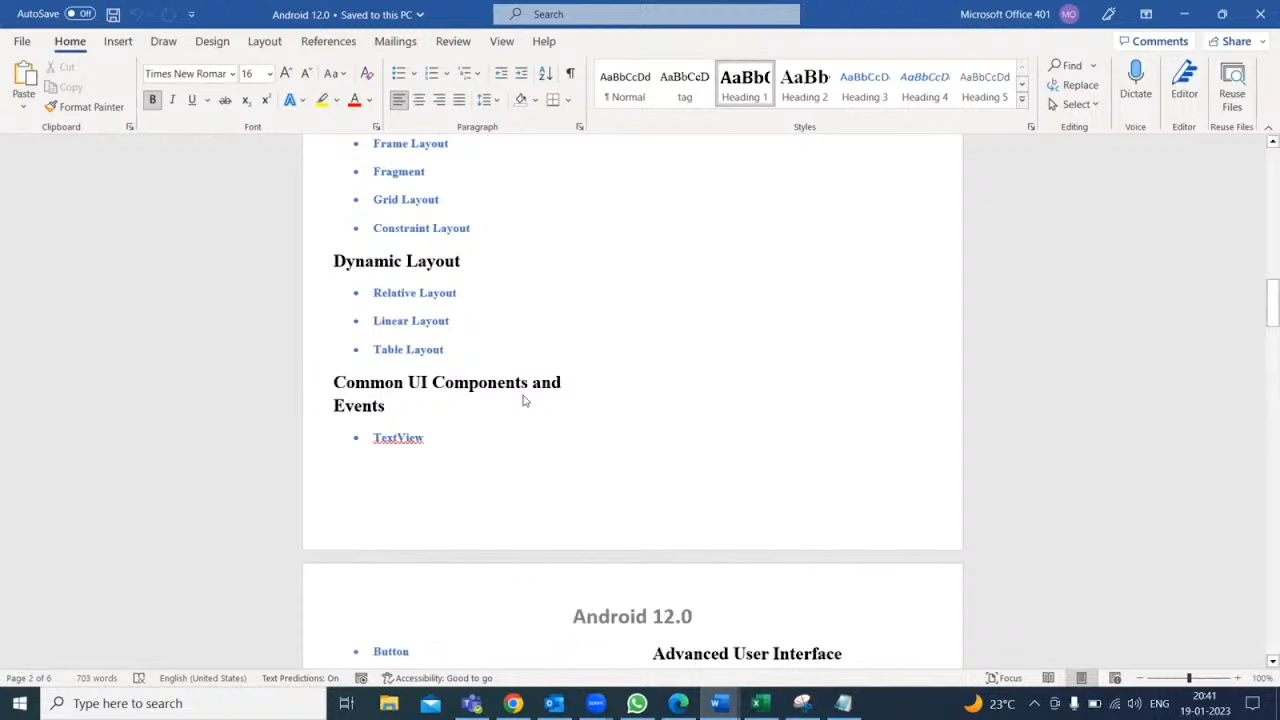 AutoSave Off
Android 12.0 • Saved to this PC
Search
Microsoft Office 401 MO
File Home Insert Draw Design Layout References Mailings Review View Help
Comments Share
Paste
Cut
Copy
Format Painter
Clipboard
Times New Romar 16
Font
Paragraph
AaBbCcDd AaBbCcD AaBbC AaBb AaBbCcD AaBbCcD AaBbCcDd
¶ Normal tag Heading 1 Heading 2 Heading 3 Heading 4 Heading 5
Styles
Find
Replace
Select
Editing
Dictate
Voice
Editor
Editor
Reuse
Files
Reuse Files
• Frame Layout
• Fragment
• Grid Layout
• Constraint Layout
Dynamic Layout
• Relative Layout
• Linear Layout
• Table Layout
Common UI Components and
Events
• TextView
Android 12.0
• Button
Advanced User Interface
Page 2 of 6 703 words English (United States) Text Predictions: On Accessibility: Good to go Focus 100%
Type here to search
23°C
ENG
20:41
19-01-2023